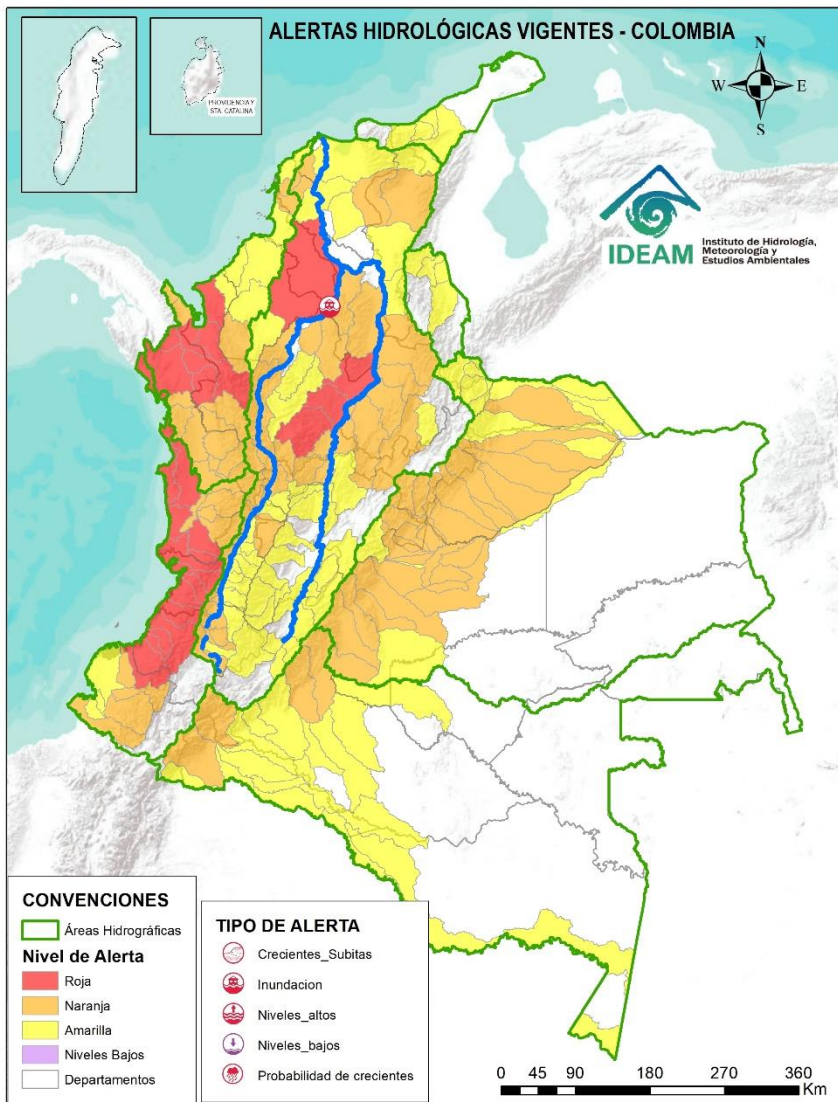 ALERTAS HIDROLÓGICAS VIGENTES - COLOMBIA
PROVIDENCIA Y
STA. CATALINA
N
W
E
S
IDEAM
Instituto de Hidrología,
Meteorología y
Estudios Ambientales
CONVENCIONES
Áreas Hidrográficas
Nivel de Alerta
Roja
Naranja
Amarilla
Niveles Bajos
Departamentos
TIPO DE ALERTA
Crecientes_Subitas
Inundacion
Niveles_altos
Niveles_bajos
Probabilidad de crecientes
0 45 90 180 270 360
Km